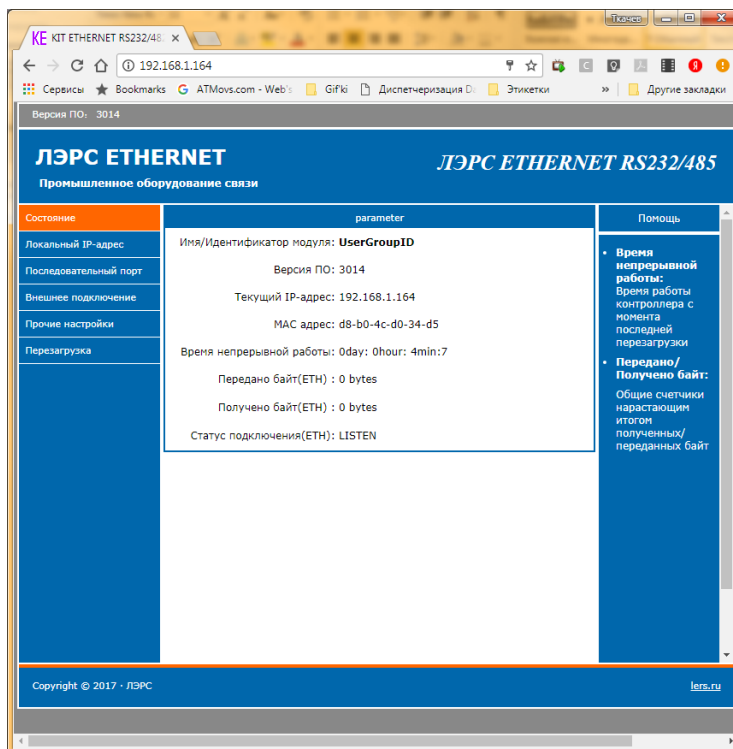 Ткачев
KE KIT ETHERNET RS232/48
192.168.1.164
Сервисы
Bookmarks
ATMovs.com - Web's
Gif'ki
Диспетчеризация D
Этикетки
»
Другие закладки
Версия ПО: 3014
ЛЭРС ETHERNET
Промышленное оборудование связи
ЛЭРС ETHERNET RS232/485
Состояние
Локальный IP-адрес
Последовательный порт
Внешнее подключение
Прочие настройки
Перезагрузка
parameter
Имя/Идентификатор модуля: UserGroupID
Версия ПО: 3014
Текущий IP-адрес: 192.168.1.164
MAC адрес: d8-b0-4c-d0-34-d5
Время непрерывной работы: 0day: 0hour: 4min:7
Передано байт(ETH) : 0 bytes
Получено байт(ETH) : 0 bytes
Статус подключения(ETH): LISTEN
Помощь
• Время
непрерывной
работы:
Время работы
контроллера с
момента
последней
перезагрузки
• Передано/
Получено байт:
Общие счетчики
нарастающим
итогом
полученных/
переданных байт
Copyright © 2017 · ЛЭРС
lers.ru